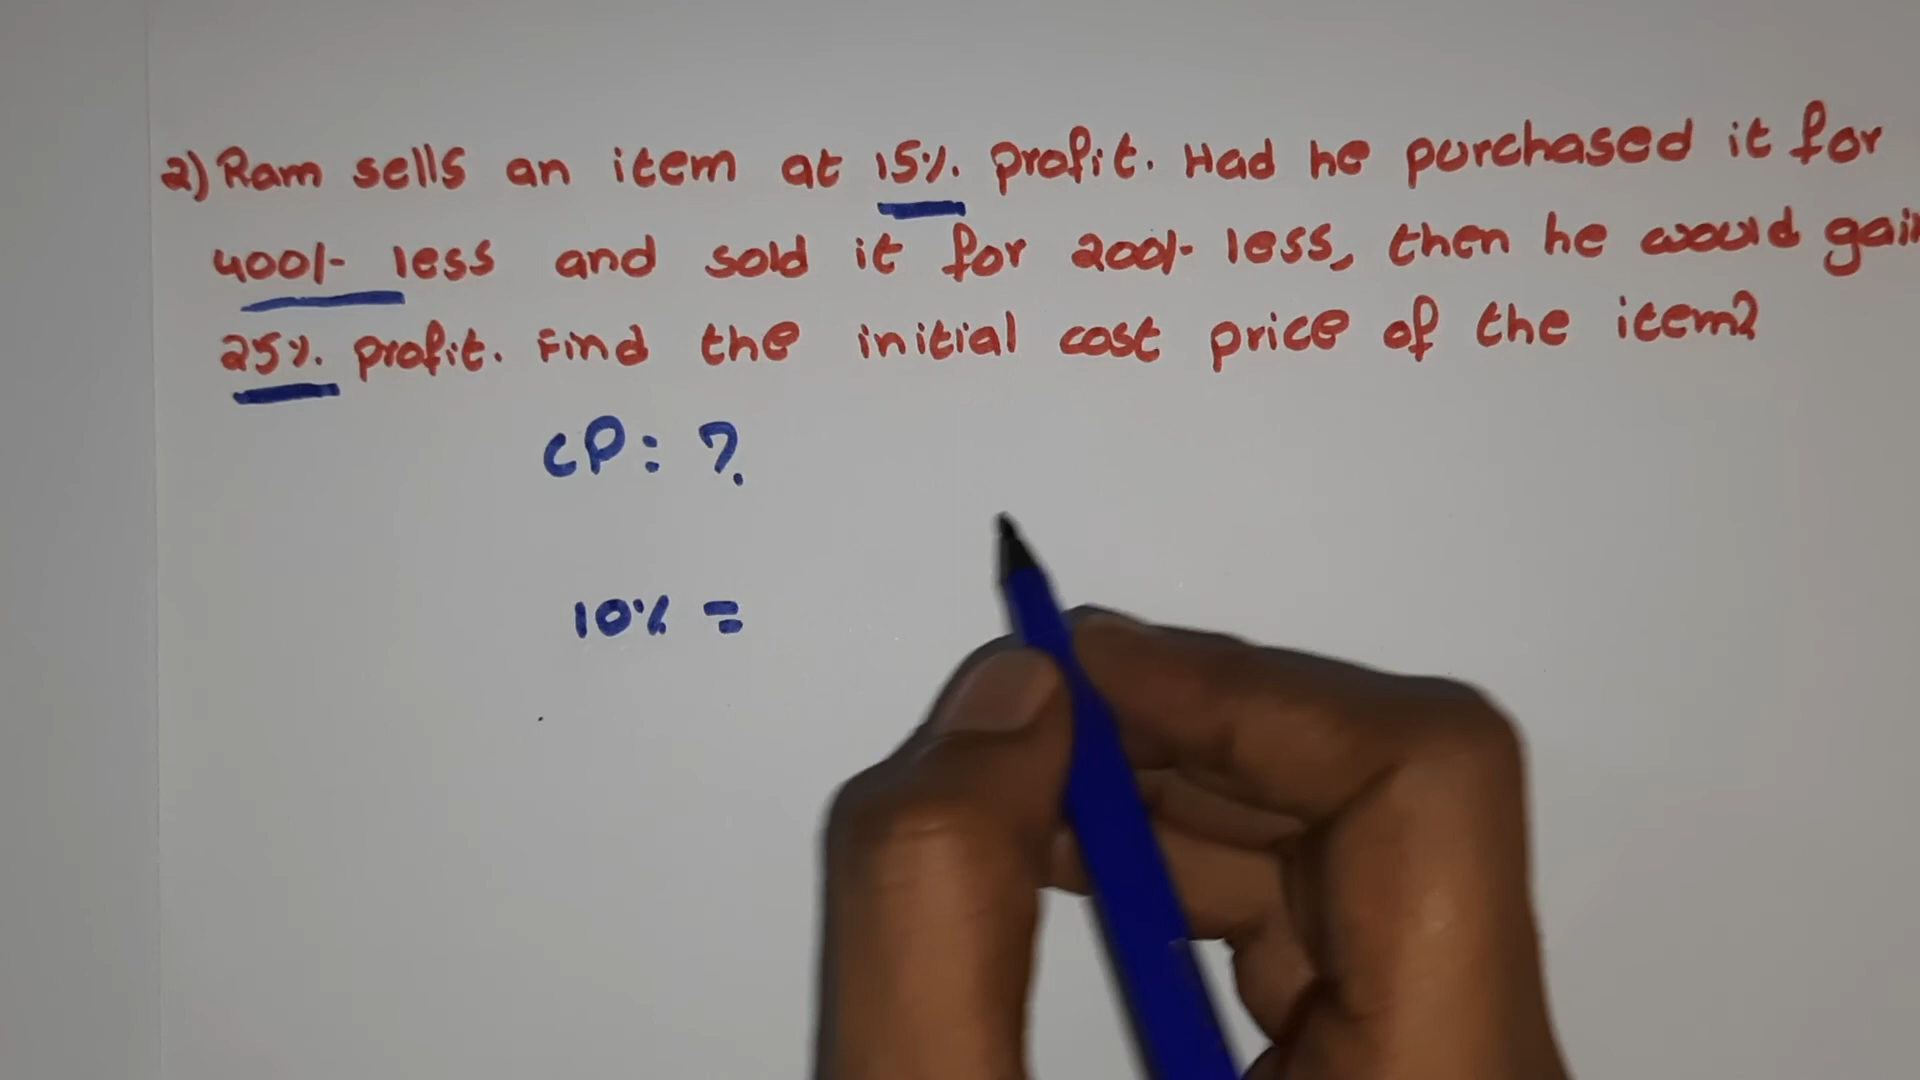 2) Ram sells an item at 15%. profit. Had he purchased it for
400/- less and sold it for 200/- less, then he would gain
25%. profit. Find the initial cost price of the item?
CP: ?
10% =